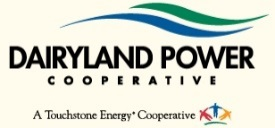 DAIRYLAND POWER
COOPERATIVE
A Touchstone Energy® Cooperative